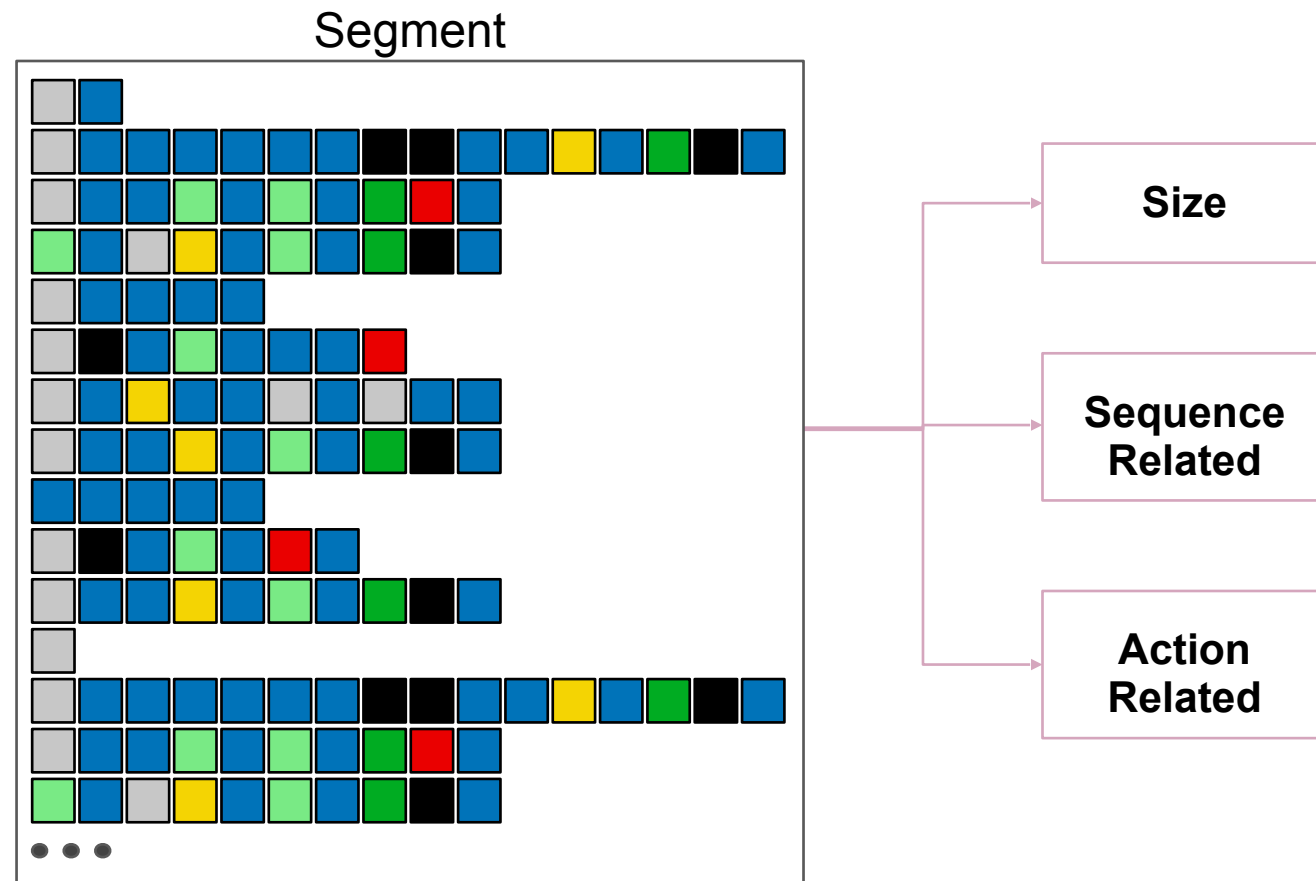 Segment
Size
Sequence
Related
Action
Related